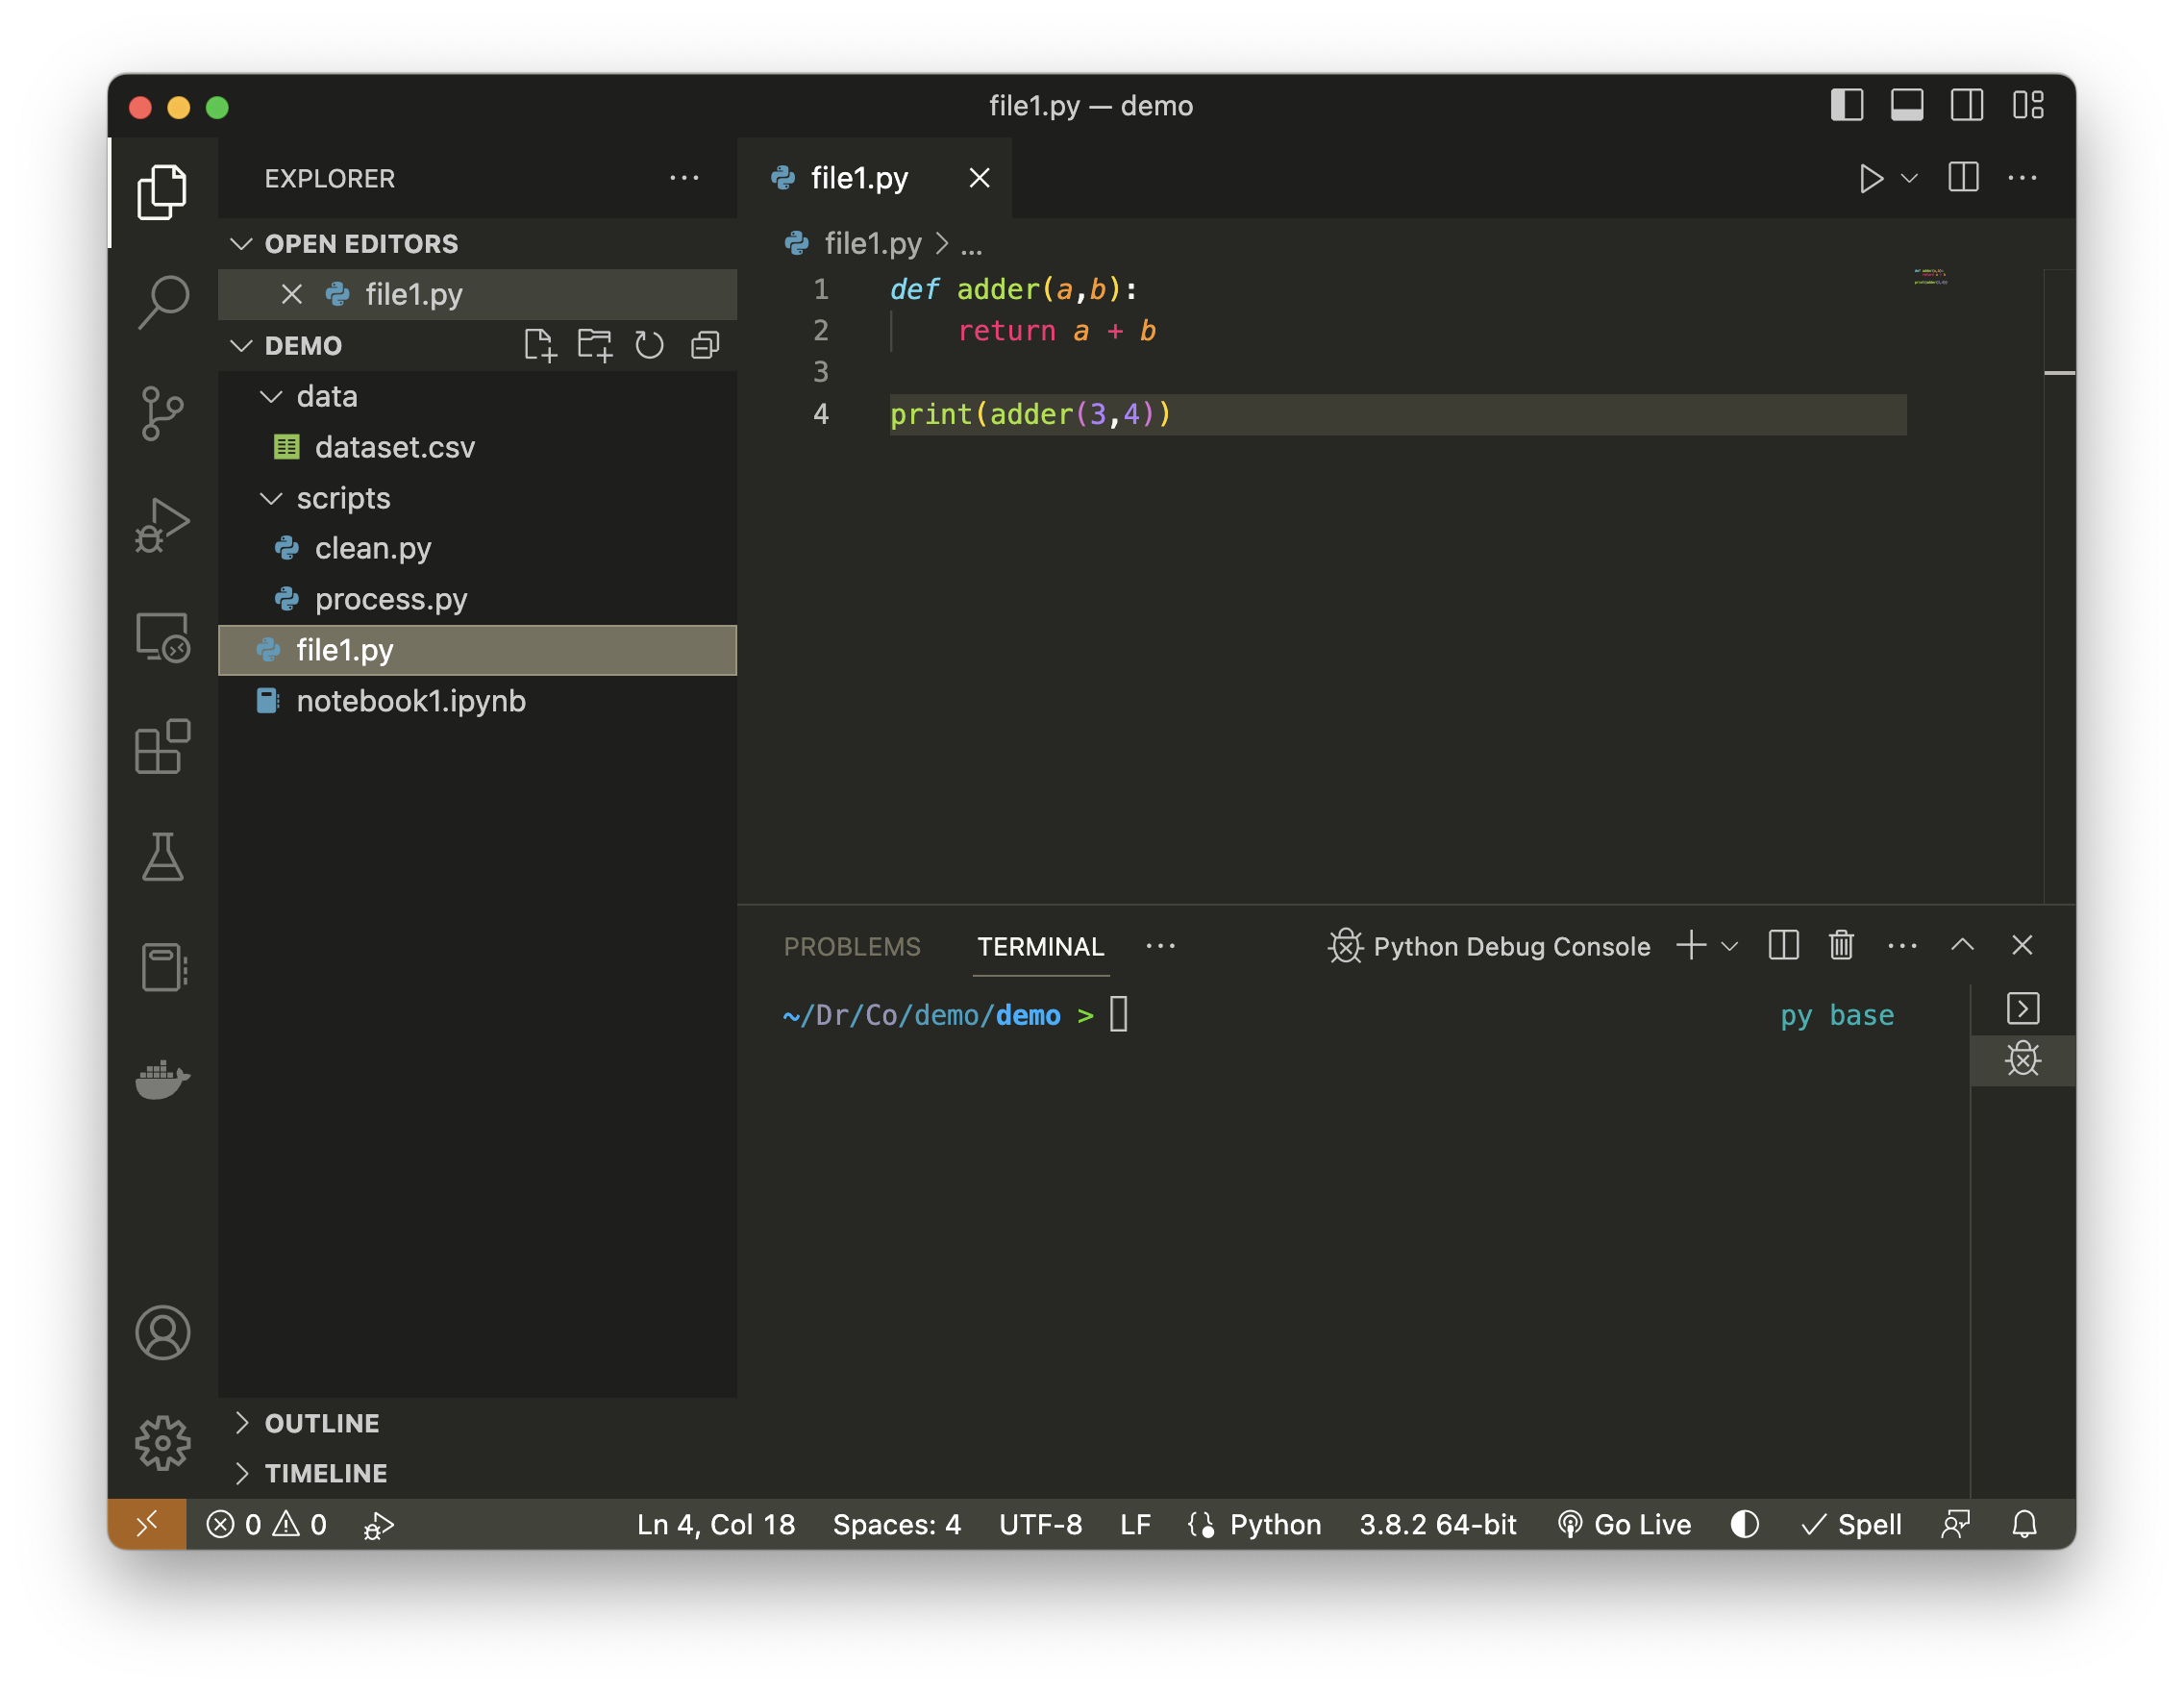 file1.py — demo
EXPLORER
OPEN EDITORS
file1.py
DEMO
data
dataset.csv
scripts
clean.py
process.py
file1.py
notebook1.ipynb
OUTLINE
TIMELINE
file1.py
file1.py > ...
1 def adder(a,b):
2     return a + b
3
4 print(adder(3,4))
PROBLEMS TERMINAL Python Debug Console
~/Dr/Co/demo/demo > py base
0 0 Ln 4, Col 18 Spaces: 4 UTF-8 LF Python 3.8.2 64-bit Go Live Spell